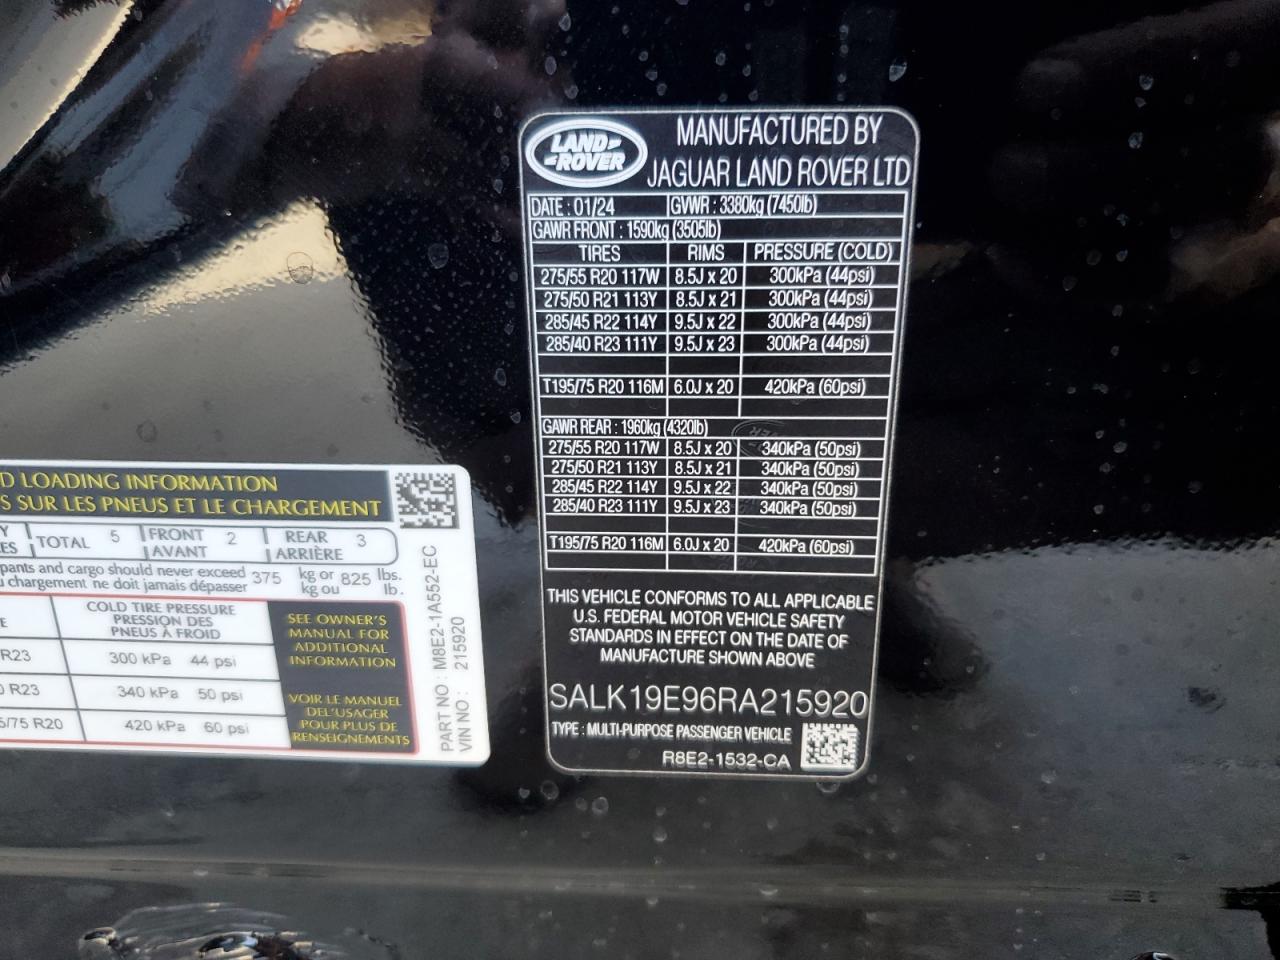 LAND ROVER
MANUFACTURED BY
JAGUAR LAND ROVER LTD
DATE : 01/24 GVWR : 3380kg (7450lb)
GAWR FRONT : 1590kg (3505lb)
TIRES RIMS PRESSURE (COLD)
275/55 R20 117W 8.5J x 20 300kPa (44psi)
275/50 R21 113Y 8.5J x 21 300kPa (44psi)
285/45 R22 114Y 9.5J x 22 300kPa (44psi)
285/40 R23 111Y 9.5J x 23 300kPa (44psi)
T195/75 R20 116M 6.0J x 20 420kPa (60psi)
GAWR REAR : 1960kg (4320lb)
275/55 R20 117W 8.5J x 20 340kPa (50psi)
275/50 R21 113Y 8.5J x 21 340kPa (50psi)
285/45 R22 114Y 9.5J x 22 340kPa (50psi)
285/40 R23 111Y 9.5J x 23 340kPa (50psi)
T195/75 R20 116M 6.0J x 20 420kPa (60psi)
THIS VEHICLE CONFORMS TO ALL APPLICABLE
U.S. FEDERAL MOTOR VEHICLE SAFETY
STANDARDS IN EFFECT ON THE DATE OF
MANUFACTURE SHOWN ABOVE
SALK19E96RA215920
TYPE : MULTI-PURPOSE PASSENGER VEHICLE
R8E2-1532-CA
D LOADING INFORMATION
S SUR LES PNEUS ET LE CHARGEMENT
Y TOTAL 5 FRONT 2 REAR 3
ES AVANT ARRIÈRE
pants and cargo should never exceed 375 kg or 825 lbs.
u chargement ne doit jamais dépasser kg ou lb.
E COLD TIRE PRESSURE
PRESSION DES
PNEUS À FROID
R23 300 kPa 44 psi
0 R23 340 kPa 50 psi
5/75 R20 420 kPa 60 psi
SEE OWNER'S
MANUAL FOR
ADDITIONAL
INFORMATION
VOIR LE MANUEL
DEL'USAGER
POUR PLUS DE
RENSEIGNEMENTS
PART NO : M8E2-1A552-EC
VIN NO : 215920